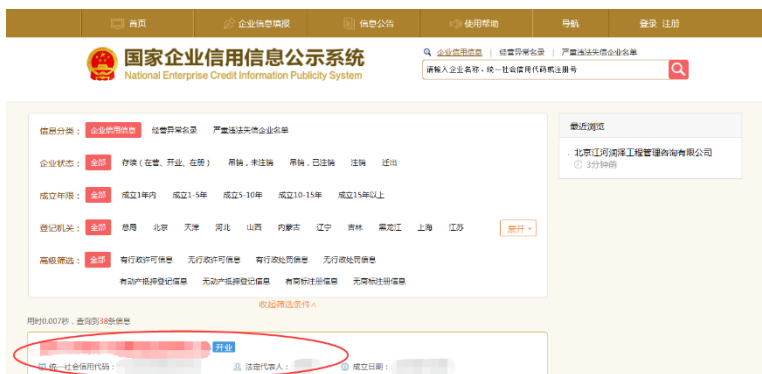 首页 企业信息填报 信息公告 使用帮助 导航 登录 注册
国家企业信用信息公示系统
National Enterprise Credit Information Publicity System
企业信用信息 | 经营异常名录 | 严重违法失信企业名单
请输入企业名称、统一社会信用代码或注册号
信息分类： 企业信用信息 经营异常名录 严重违法失信企业名单
企业状态： 全部 存续（在营、开业、在册） 吊销，未注销 吊销，已注销 注销 迁出
成立年限： 全部 成立1年内 成立1-5年 成立5-10年 成立10-15年 成立15年以上
登记机关： 全部 总局 北京 天津 河北 山西 内蒙古 辽宁 吉林 黑龙江 上海 江苏 展开
高级筛选： 全部 有行政许可信息 无行政许可信息 有行政处罚信息 无行政处罚信息
有动产抵押登记信息 无动产抵押登记信息 有商标注册信息 无商标注册信息
收起筛选条件
用时0.007秒，查询到38条信息
开业
统一社会信用代码： 法定代表人： 成立日期：
最近浏览
北京江河润泽工程管理咨询有限公司
3分钟前